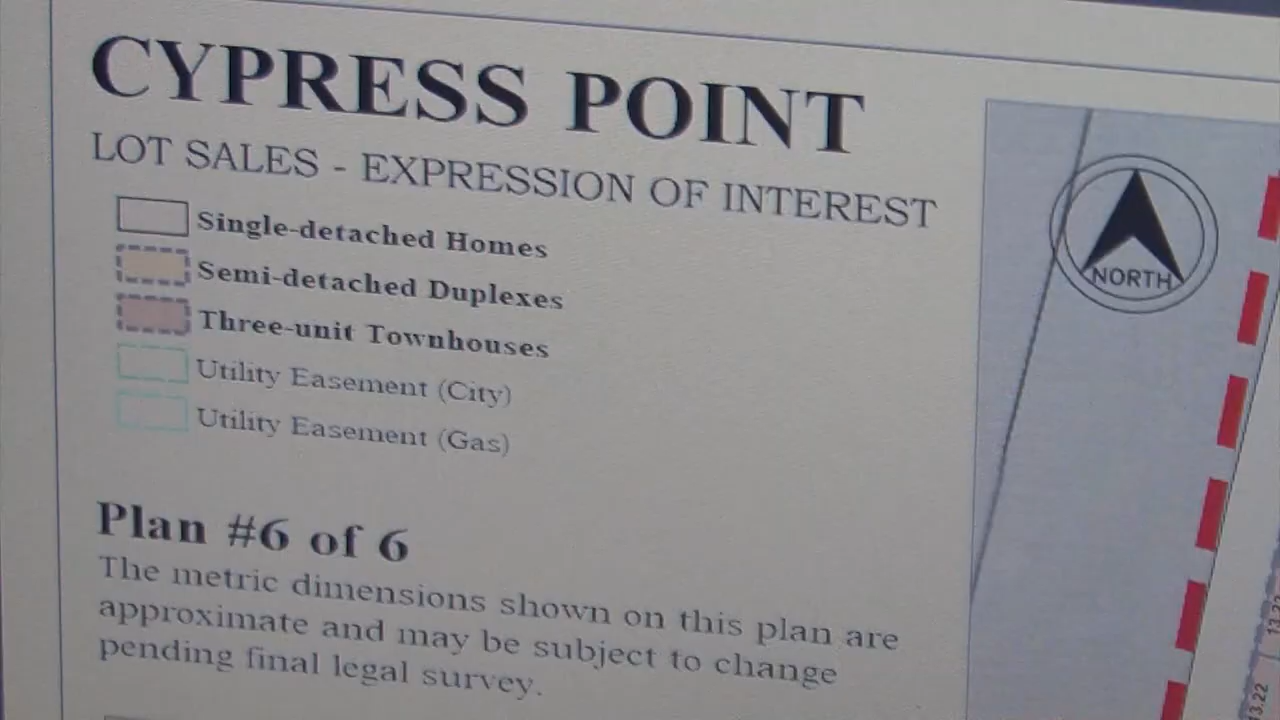 CYPRESS POINT
LOT SALES - EXPRESSION OF INTEREST
Single-detached Homes
Semi-detached Duplexes
Three-unit Townhouses
Utility Easement (City)
Utility Easement (Gas)
NORTH
Plan #6 of 6
The metric dimensions shown on this plan are
approximate and may be subject to change
pending final legal survey.